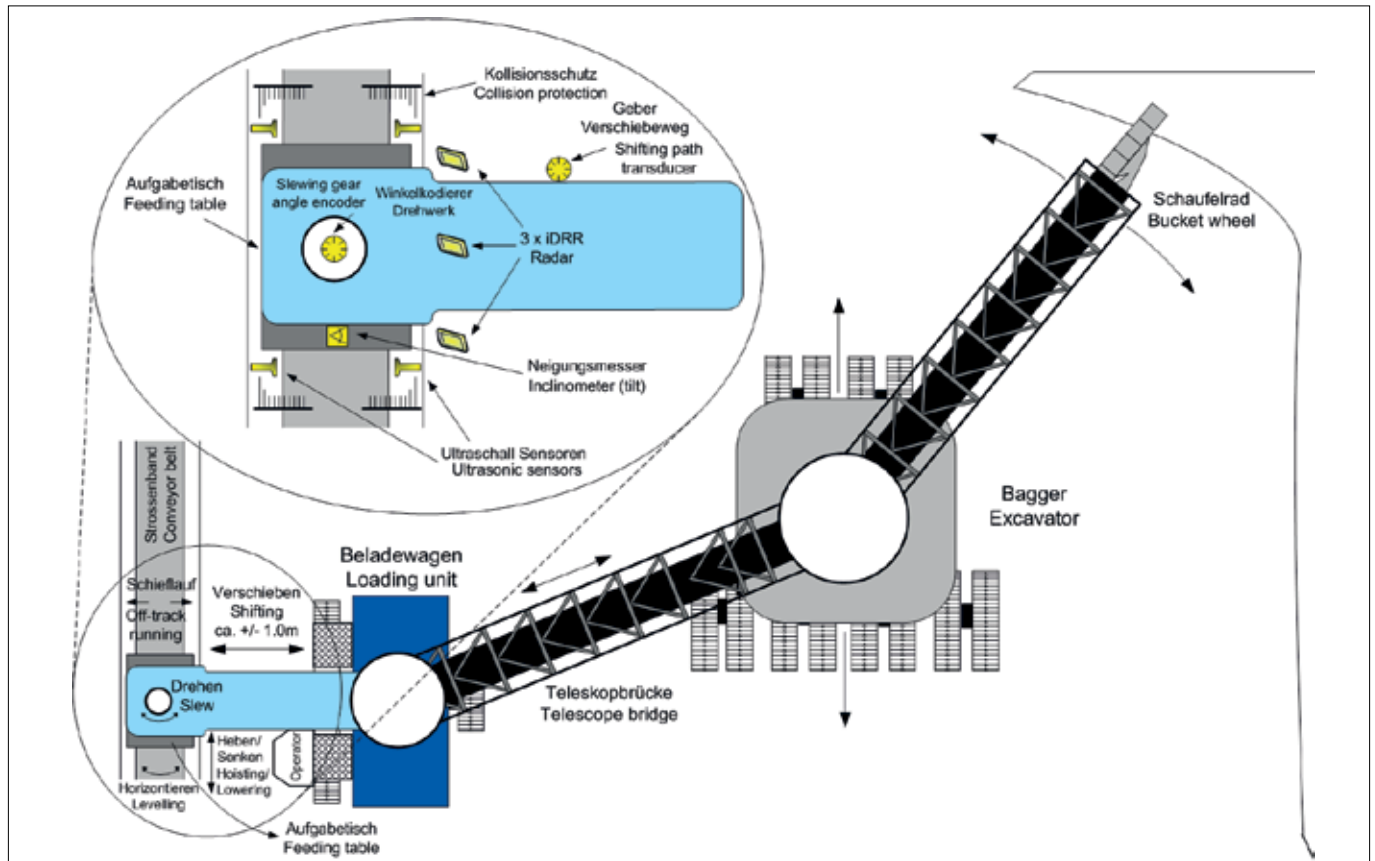 Kollisionsschutz
Collision protection
Geber
Verschiebeweg
Shifting path
transducer
Aufgabetisch
Feeding table
Slewing gear
angle encoder
Winkelkodierer
Drehwerk
3 x iDRR
Radar
Neigungsmesser
Inclinometer (tilt)
Ultraschall Sensoren
Ultrasonic sensors
Schaufelrad
Bucket wheel
Bagger
Excavator
Strossenband
Conveyor belt
Beladewagen
Loading unit
Schieflauf
Off-track
running
Verschieben
Shifting
ca. +/- 1.0m
Drehen
Slew
Teleskopbrücke
Telescope bridge
Heben/
Senken
Hoisting/
Lowering
Operator
Horizontieren
Levelling
Aufgabetisch
Feeding table